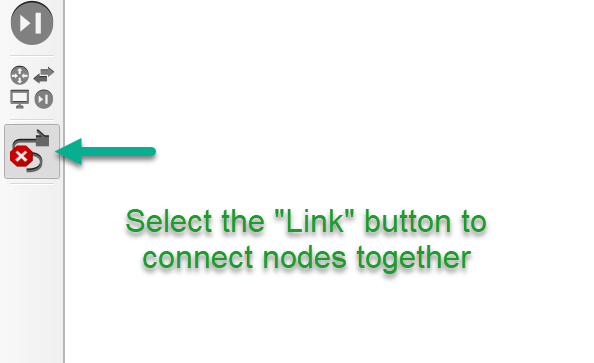 Select the "Link" button to
connect nodes together